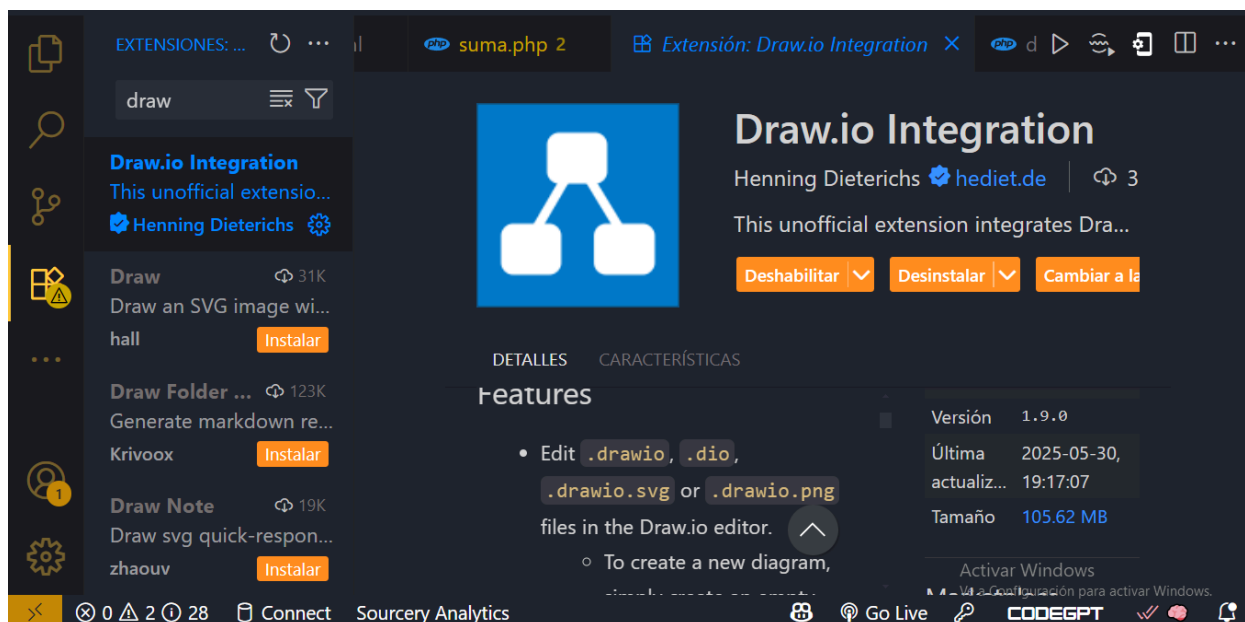 EXTENSIONES: ...
suma.php 2
Extensión: Draw.io Integration
d
draw
Draw.io Integration
This unofficial extensio...
Henning Dieterichs
Draw 31K
Draw an SVG image wi...
hall Instalar
Draw Folder ... 123K
Generate markdown re...
Krivoox Instalar
Draw Note 19K
Draw svg quick-respon...
zhaouv Instalar
Draw.io Integration
Henning Dieterichs hediet.de 3
This unofficial extension integrates Dra...
Deshabilitar Desinstalar Cambiar a la
DETALLES CARACTERÍSTICAS
Features
Edit .drawio, .dio,
.drawio.svg or .drawio.png
files in the Draw.io editor.
To create a new diagram,
simply create an empty
Versión 1.9.0
Última 2025-05-30,
actualiz... 19:17:07
Tamaño 105.62 MB
Activar Windows
Ve a Configuración para activar Windows.
1
0 2 28 Connect Sourcery Analytics Go Live CODEGPT